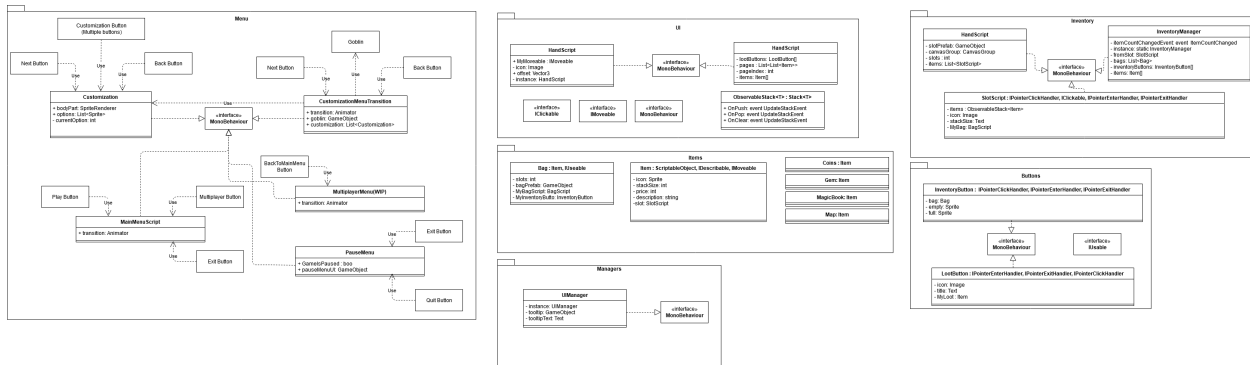 Menu
Customization Button
(Multiple buttons)
Goblin
Next Button
Use
Back Button
Next Button
Use
Back Button
Use
Use
Use
Use
Customization
+ bodyPart: SpriteRenderer
+ options: List<Sprite>
- currentOption: int
Use
«interface»
MonoBehaviour
CustomizationMenuTransition
+ transition: Animator
+ goblin: GameObject
+ customization: List<Customization>
BackToMainMenu
Button
Use
MultiplayerMenu(WIP)
+ transition: Animator
Play Button
Use
Multiplayer Button
Use
MainMenuScript
+ transition: Animator
Use
Exit Button
Exit Button
Use
PauseMenu
+ GameIsPaused : boo
+ pauseMenuUI: GameObject
Use
Quit Button
UI
HandScript
+ MyMoveable : IMoveable
- icon: Image
+ offset: Vector3
- instance: HandScript
«interface»
MonoBehaviour
HandScript
- lootButtons: LootButton[]
- pages : List<List<Item>>
- pageIndex: int
- items: Item[]
«interface»
IClickable
«interface»
IMoveable
«interface»
MonoBehaviour
ObservableStack<T> : Stack<T>
+ OnPush: event UpdateStackEvent
+ OnPop: event UpdateStackEvent
+ OnClear: event UpdateStackEvent
Items
Bag : Item, IUseable
- slots: int
- bagPrefab: GameObject
- MyBagScript: BagScript
- MyInventoryButto: InventoryButton
Item : ScriptableObject, IDescribable, IMoveable
- icon: Sprite
- stackSize: int
- price: int
- description: string
-slot: SlotScript
Coins : Item
Gem: Item
MagicBook: Item
Map: Item
Managers
UIManager
- instance: UIManager
- tooltip: GameObject
- tooltipText: Text
«interface»
MonoBehaviour
Inventory
HandScript
- slotPrefab: GameObject
- canvasGroup: CanvasGroup
- slots : int
- items: List<SlotScript>
«interface»
MonoBehaviour
InventoryManager
- itemCountChangedEvent: event ItemCountChanged
- instance: static InventoryManager
- fromSlot: SlotScript
- bags: List<Bag>
- inventoryButtons: InventoryButton[]
- items: Item[]
SlotScript : IPointerClickHandler, IClickable, IPointerEnterHandler, IPointerExitHandler
- items : ObservableStack<Item>
- icon: Image
- stackSize: Text
- MyBag: BagScript
Buttons
InventoryButton : IPointerClickHandler, IPointerEnterHandler, IPointerExitHandler
- bag: Bag
- empty: Sprite
- full: Sprite
«interface»
MonoBehaviour
«interface»
IUsable
LootButton : IPointerEnterHandler, IPointerExitHandler, IPointerClickHandler
- icon: Image
- title: Text
- MyLoot : Item